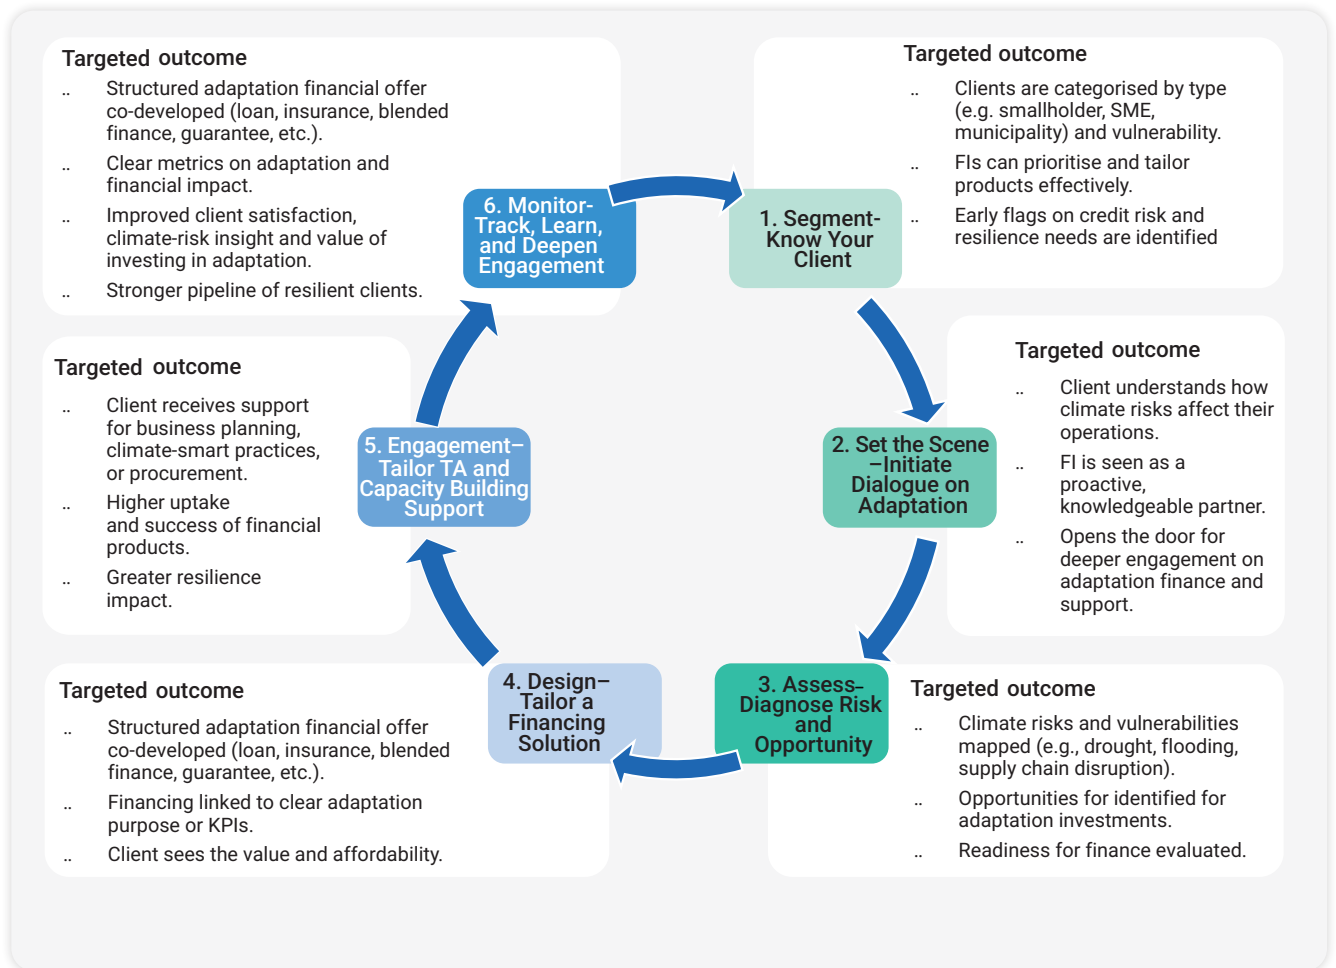 Targeted outcome
.. Structured adaptation financial offer
co-developed (loan, insurance, blended
finance, guarantee, etc.).
.. Clear metrics on adaptation and
financial impact.
.. Improved client satisfaction,
climate-risk insight and value of
investing in adaptation.
.. Stronger pipeline of resilient clients.
6. Monitor-
Track, Learn,
and Deepen
Engagement
1. Segment-
Know Your
Client
Targeted outcome
.. Clients are categorised by type
(e.g. smallholder, SME,
municipality) and vulnerability.
.. FIs can prioritise and tailor
products effectively.
.. Early flags on credit risk and
resilience needs are identified
Targeted outcome
.. Client receives support
for business planning,
climate-smart practices,
or procurement.
.. Higher uptake
and success of financial
products.
.. Greater resilience
impact.
5. Engagement–
Tailor TA and
Capacity Building
Support
2. Set the Scene
–Initiate
Dialogue on
Adaptation
Targeted outcome
.. Client understands how
climate risks affect their
operations.
.. FI is seen as a
proactive,
knowledgeable partner.
.. Opens the door for
deeper engagement on
adaptation finance and
support.
Targeted outcome
.. Structured adaptation financial offer
co-developed (loan, insurance, blended
finance, guarantee, etc.).
.. Financing linked to clear adaptation
purpose or KPIs.
.. Client sees the value and affordability.
4. Design–
Tailor a
Financing
Solution
3. Assess–
Diagnose Risk
and
Opportunity
Targeted outcome
.. Climate risks and vulnerabilities
mapped (e.g., drought, flooding,
supply chain disruption).
.. Opportunities for identified for
adaptation investments.
.. Readiness for finance evaluated.